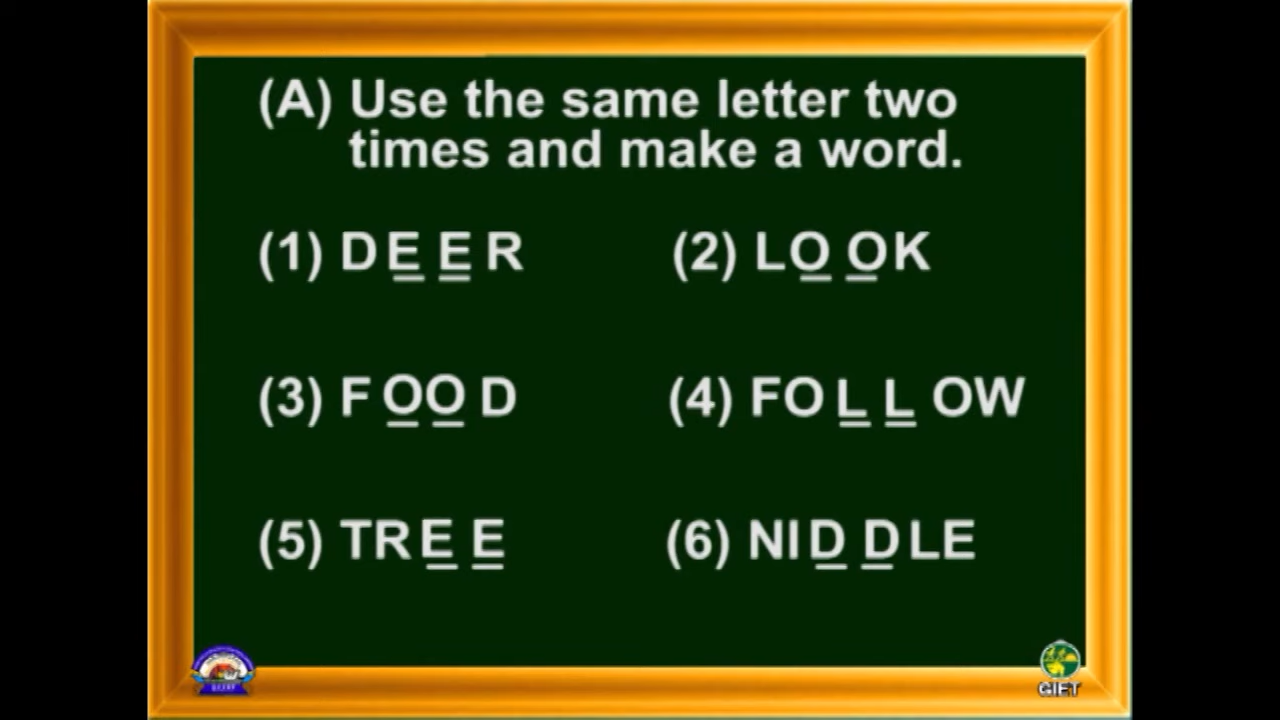 (A) Use the same letter two
times and make a word.
(1) DEER (2) LOOK
(3) FOOD (4) FOLLOW
(5) TREE (6) NIDDLE
GIFT